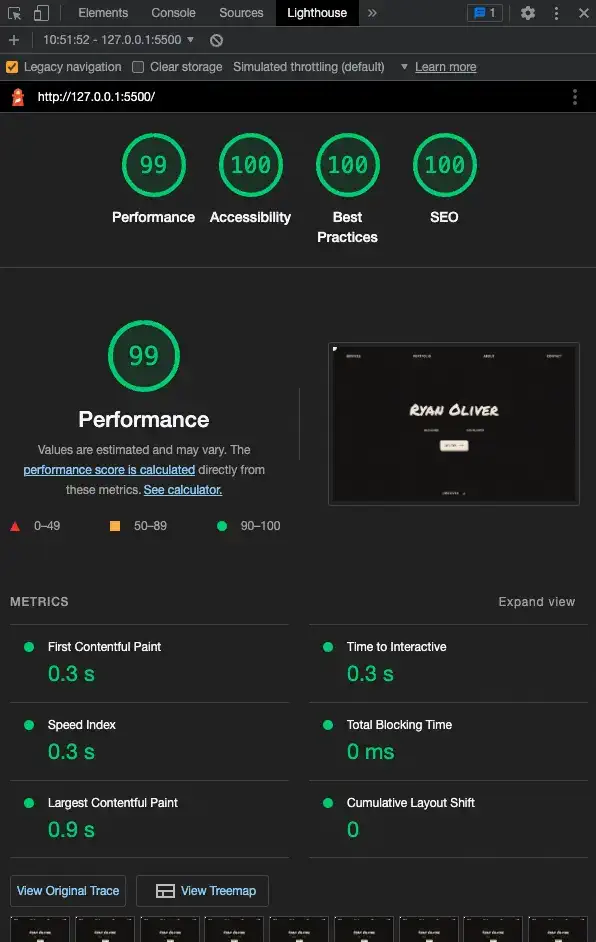 Elements Console Sources Lighthouse » 1
10:51:52 - 127.0.0.1:5500
Legacy navigation Clear storage Simulated throttling (default) Learn more
http://127.0.0.1:5500/
99 100 100 100
Performance Accessibility Best Practices SEO
99
Performance
Values are estimated and may vary. The
performance score is calculated directly from
these metrics. See calculator.
0–49 50–89 90–100
RYAN OLIVER
METRICS Expand view
First Contentful Paint
0.3 s
Time to Interactive
0.3 s
Speed Index
0.3 s
Total Blocking Time
0 ms
Largest Contentful Paint
0.9 s
Cumulative Layout Shift
0
View Original Trace View Treemap